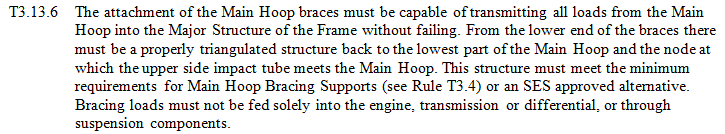 T3.13.6 The attachment of the Main Hoop braces must be capable of transmitting all loads from the Main
Hoop into the Major Structure of the Frame without failing. From the lower end of the braces there
must be a properly triangulated structure back to the lowest part of the Main Hoop and the node at
which the upper side impact tube meets the Main Hoop. This structure must meet the minimum
requirements for Main Hoop Bracing Supports (see Rule T3.4) or an SES approved alternative.
Bracing loads must not be fed solely into the engine, transmission or differential, or through
suspension components.